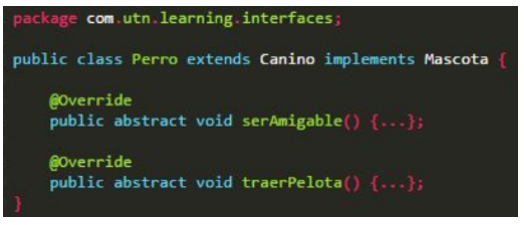 package com.utn.learning.interfaces;
public class Perro extends Canino implements Mascota {
@Override
public abstract void serAmigable() {...};
@Override
public abstract void traerPelota() {...};
}